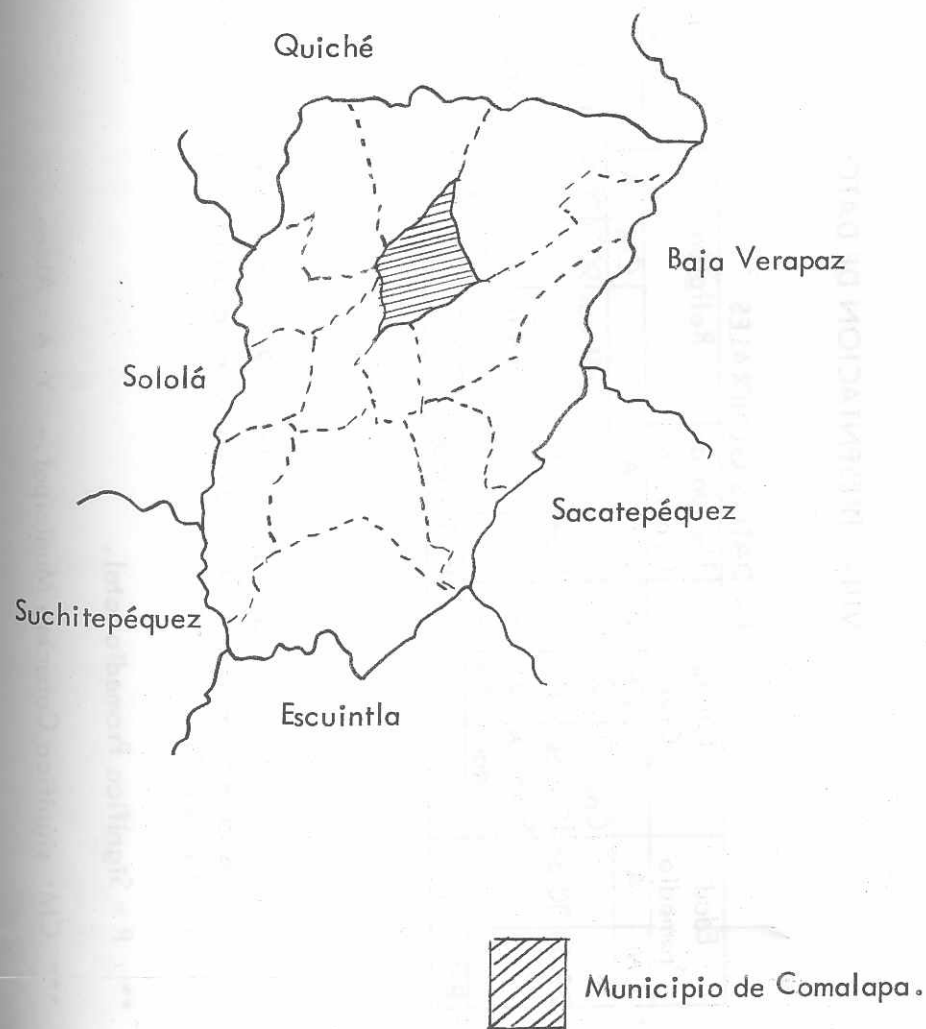 Quiché
Baja Verapaz
Sololá
Sacatepéquez
Suchitepéquez
Escuintla
Municipio de Comalapa.